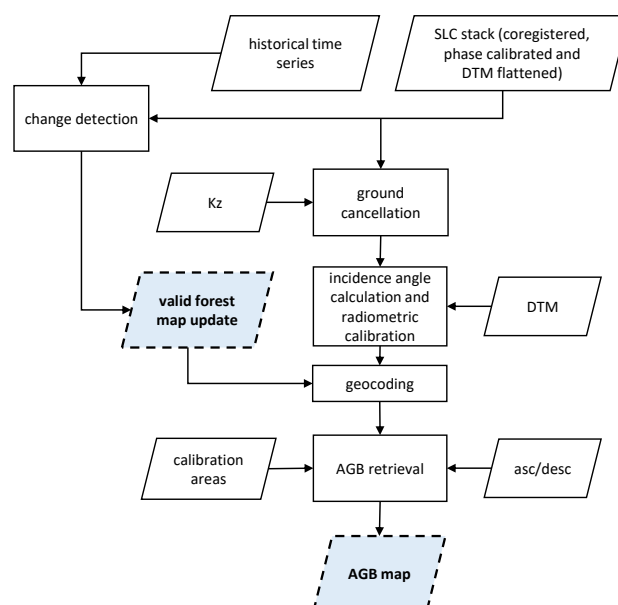 historical time
series
SLC stack (coregistered,
phase calibrated and
DTM flattened)
change detection
Kz
ground
cancellation
valid forest
map update
incidence angle
calculation and
radiometric
calibration
DTM
geocoding
calibration
areas
AGB retrieval
asc/desc
AGB map